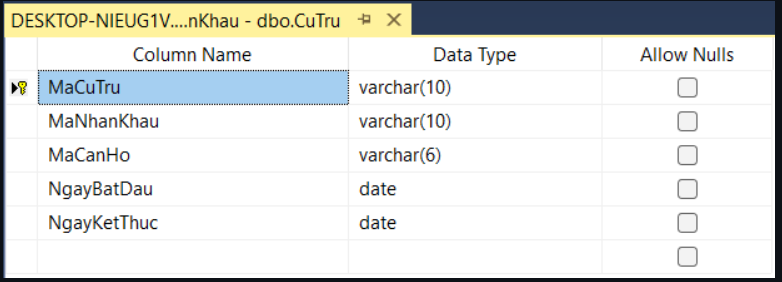 DESKTOP-NIEUG1V....nKhau - dbo.CuTru
Column Name Data Type Allow Nulls
MaCuTru varchar(10)
MaNhanKhau varchar(10)
MaCanHo varchar(6)
NgayBatDau date
NgayKetThuc date